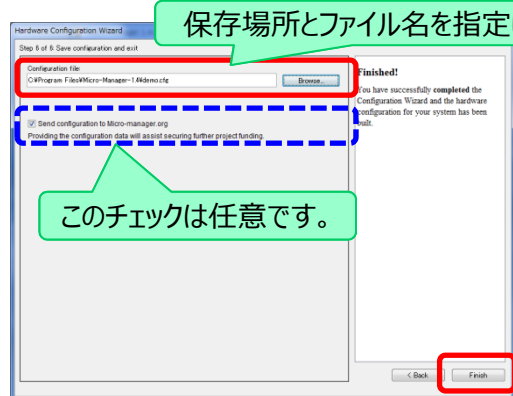 保存場所とファイル名を指定
Hardware Configuration Wizard
Step 6 of 6: Save configuration and exit
Configuration file:
C:¥Program Files¥Micro-Manager-1.4¥demo.cfg
Browse...
Send configuration to Micro-manager.org
Providing the configuration data will assist securing further project funding.
このチェックは任意です。
Finished!
You have successfully completed the
Configuration Wizard and the hardware
configuration for your system has been
built.
< Back
Finish